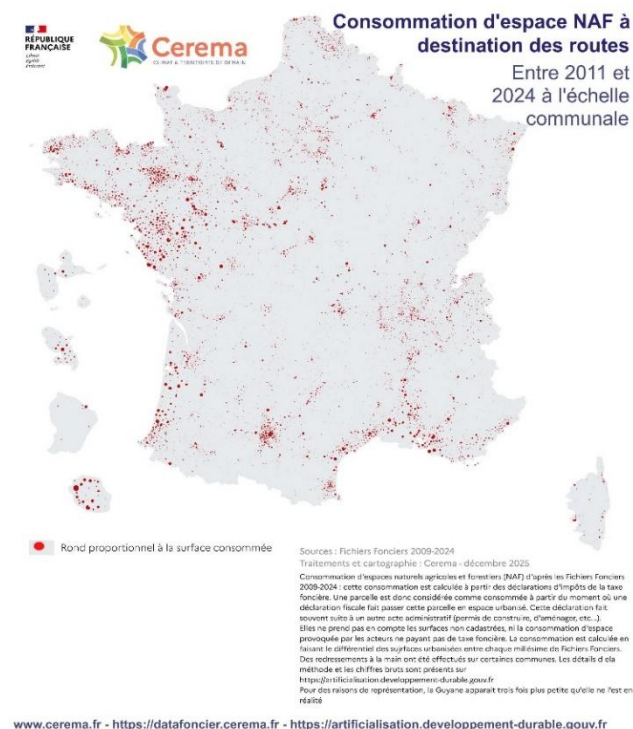 Consommation d'espace NAF à
destination des routes
Entre 2011 et
2024 à l'échelle
communale
RÉPUBLIQUE
FRANÇAISE
Liberté
Égalité
Fraternité
Cerema
CLIMAT & TERRITOIRES DE DEMAIN
Rond proportionnel à la surface consommée
Sources : Fichiers Fonciers 2009-2024
Traitements et cartographie : Cerema - décembre 2025
Consommation d'espaces naturels agricoles et forestiers (NAF) d'après les Fichiers Fonciers
2009-2024 : cette consommation est calculée à partir des déclarations d'impôts de la taxe
foncière. Une parcelle est donc considérée comme consommée à partir du moment où une
déclaration fiscale fait passer cette parcelle en espace urbanisé. Cette déclaration fait
souvent suite à un autre acte administratif (permis de construire, d'aménager, etc...).
Elles ne prend pas en compte les surfaces non cadastrées, ni la consommation d'espace
provoquée par les acteurs ne payant pas de taxe foncière. La consommation est calculée en
faisant le différentiel des surfaces urbanisées entre chaque millésime de Fichiers Fonciers.
Des redressements à la main ont été effectués sur certaines communes. Les détails d ela
méthode et les chiffres bruts sont présents sur
https://artificialisation.developpement-durable.gouv.fr
Pour des raisons de représentation, la Guyane apparait trois fois plus petite qu'elle ne l'est en
réalité
www.cerema.fr - https://datafoncier.cerema.fr - https://artificialisation.developpement-durable.gouv.fr